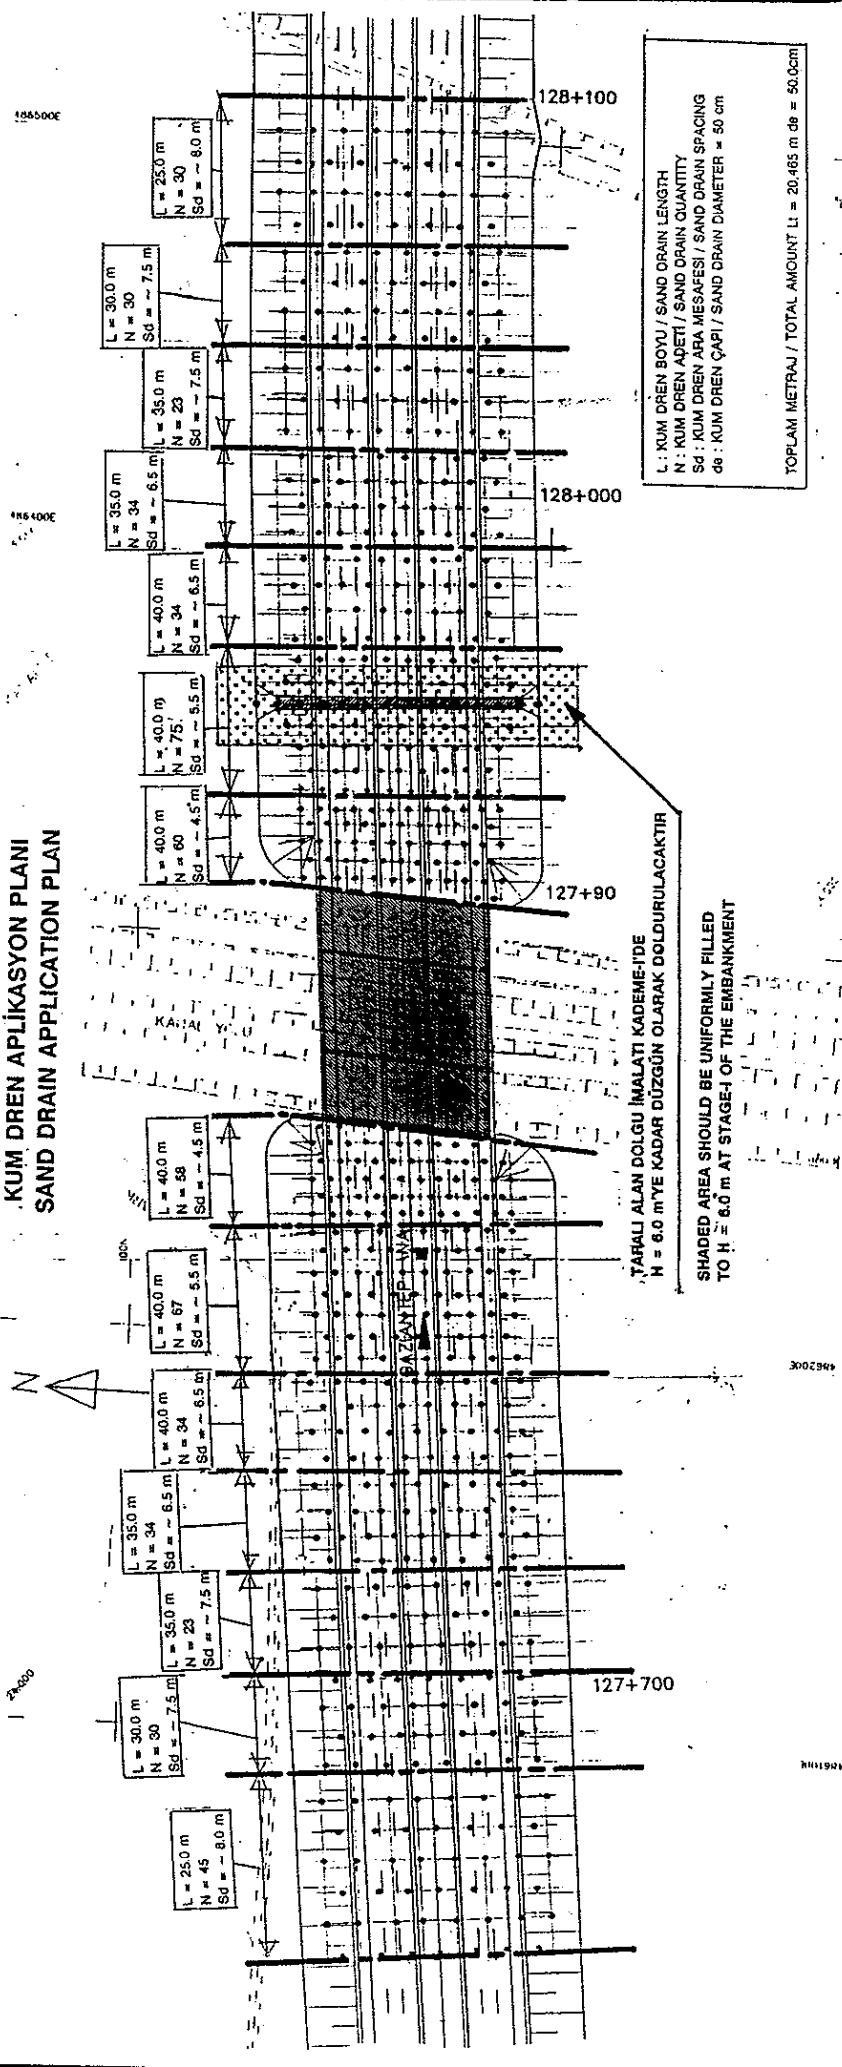 KUM DREN APLİKASYON PLANI
SAND DRAIN APPLICATION PLAN
N
L = 25.0 m
N = 45
Sd = ~ 8.0 m
L = 30.0 m
N = 30
Sd = ~ 7.5 m
L = 35.0 m
N = 23
Sd = ~ 7.5 m
L = 35.0 m
N = 34
Sd = ~ 6.5 m
L = 40.0 m
N = 34
Sd = ~ 6.5 m
L = 40.0 m
N = 67
Sd = ~ 5.5 m
L = 40.0 m
N = 58
Sd = ~ 4.5 m
L = 40.0 m
N = 60
Sd = ~ 4.5 m
L = 40.0 m
N = 75
Sd = ~ 5.5 m
L = 40.0 m
N = 34
Sd = ~ 6.5 m
L = 35.0 m
N = 34
Sd = ~ 6.5 m
L = 35.0 m
N = 23
Sd = ~ 7.5 m
L = 30.0 m
N = 30
Sd = ~ 7.5 m
L = 25.0 m
N = 30
Sd = ~ 8.0 m
486400E
486500E
GAZİANTEP
127+700
127+90
128+000
128+100
486200E
TARALI ALAN DOLGU İMALATI KADEME-I'DE
H = 6.0 m'YE KADAR DÜZGÜN OLARAK DOLDURULACAKTIR
SHADED AREA SHOULD BE UNIFORMLY FILLED
TO H = 6.0 m AT STAGE-I OF THE EMBANKMENT
L : KUM DREN BOYU / SAND DRAIN LENGTH
N : KUM DREN ADETİ / SAND DRAIN QUANTITY
Sd : KUM DREN ARA MESAFESİ / SAND DRAIN SPACING
de : KUM DREN ÇAPI / SAND DRAIN DIAMETER = 50 cm
TOPLAM METRAJ / TOTAL AMOUNT Lt = 20,465 m de = 50.0cm